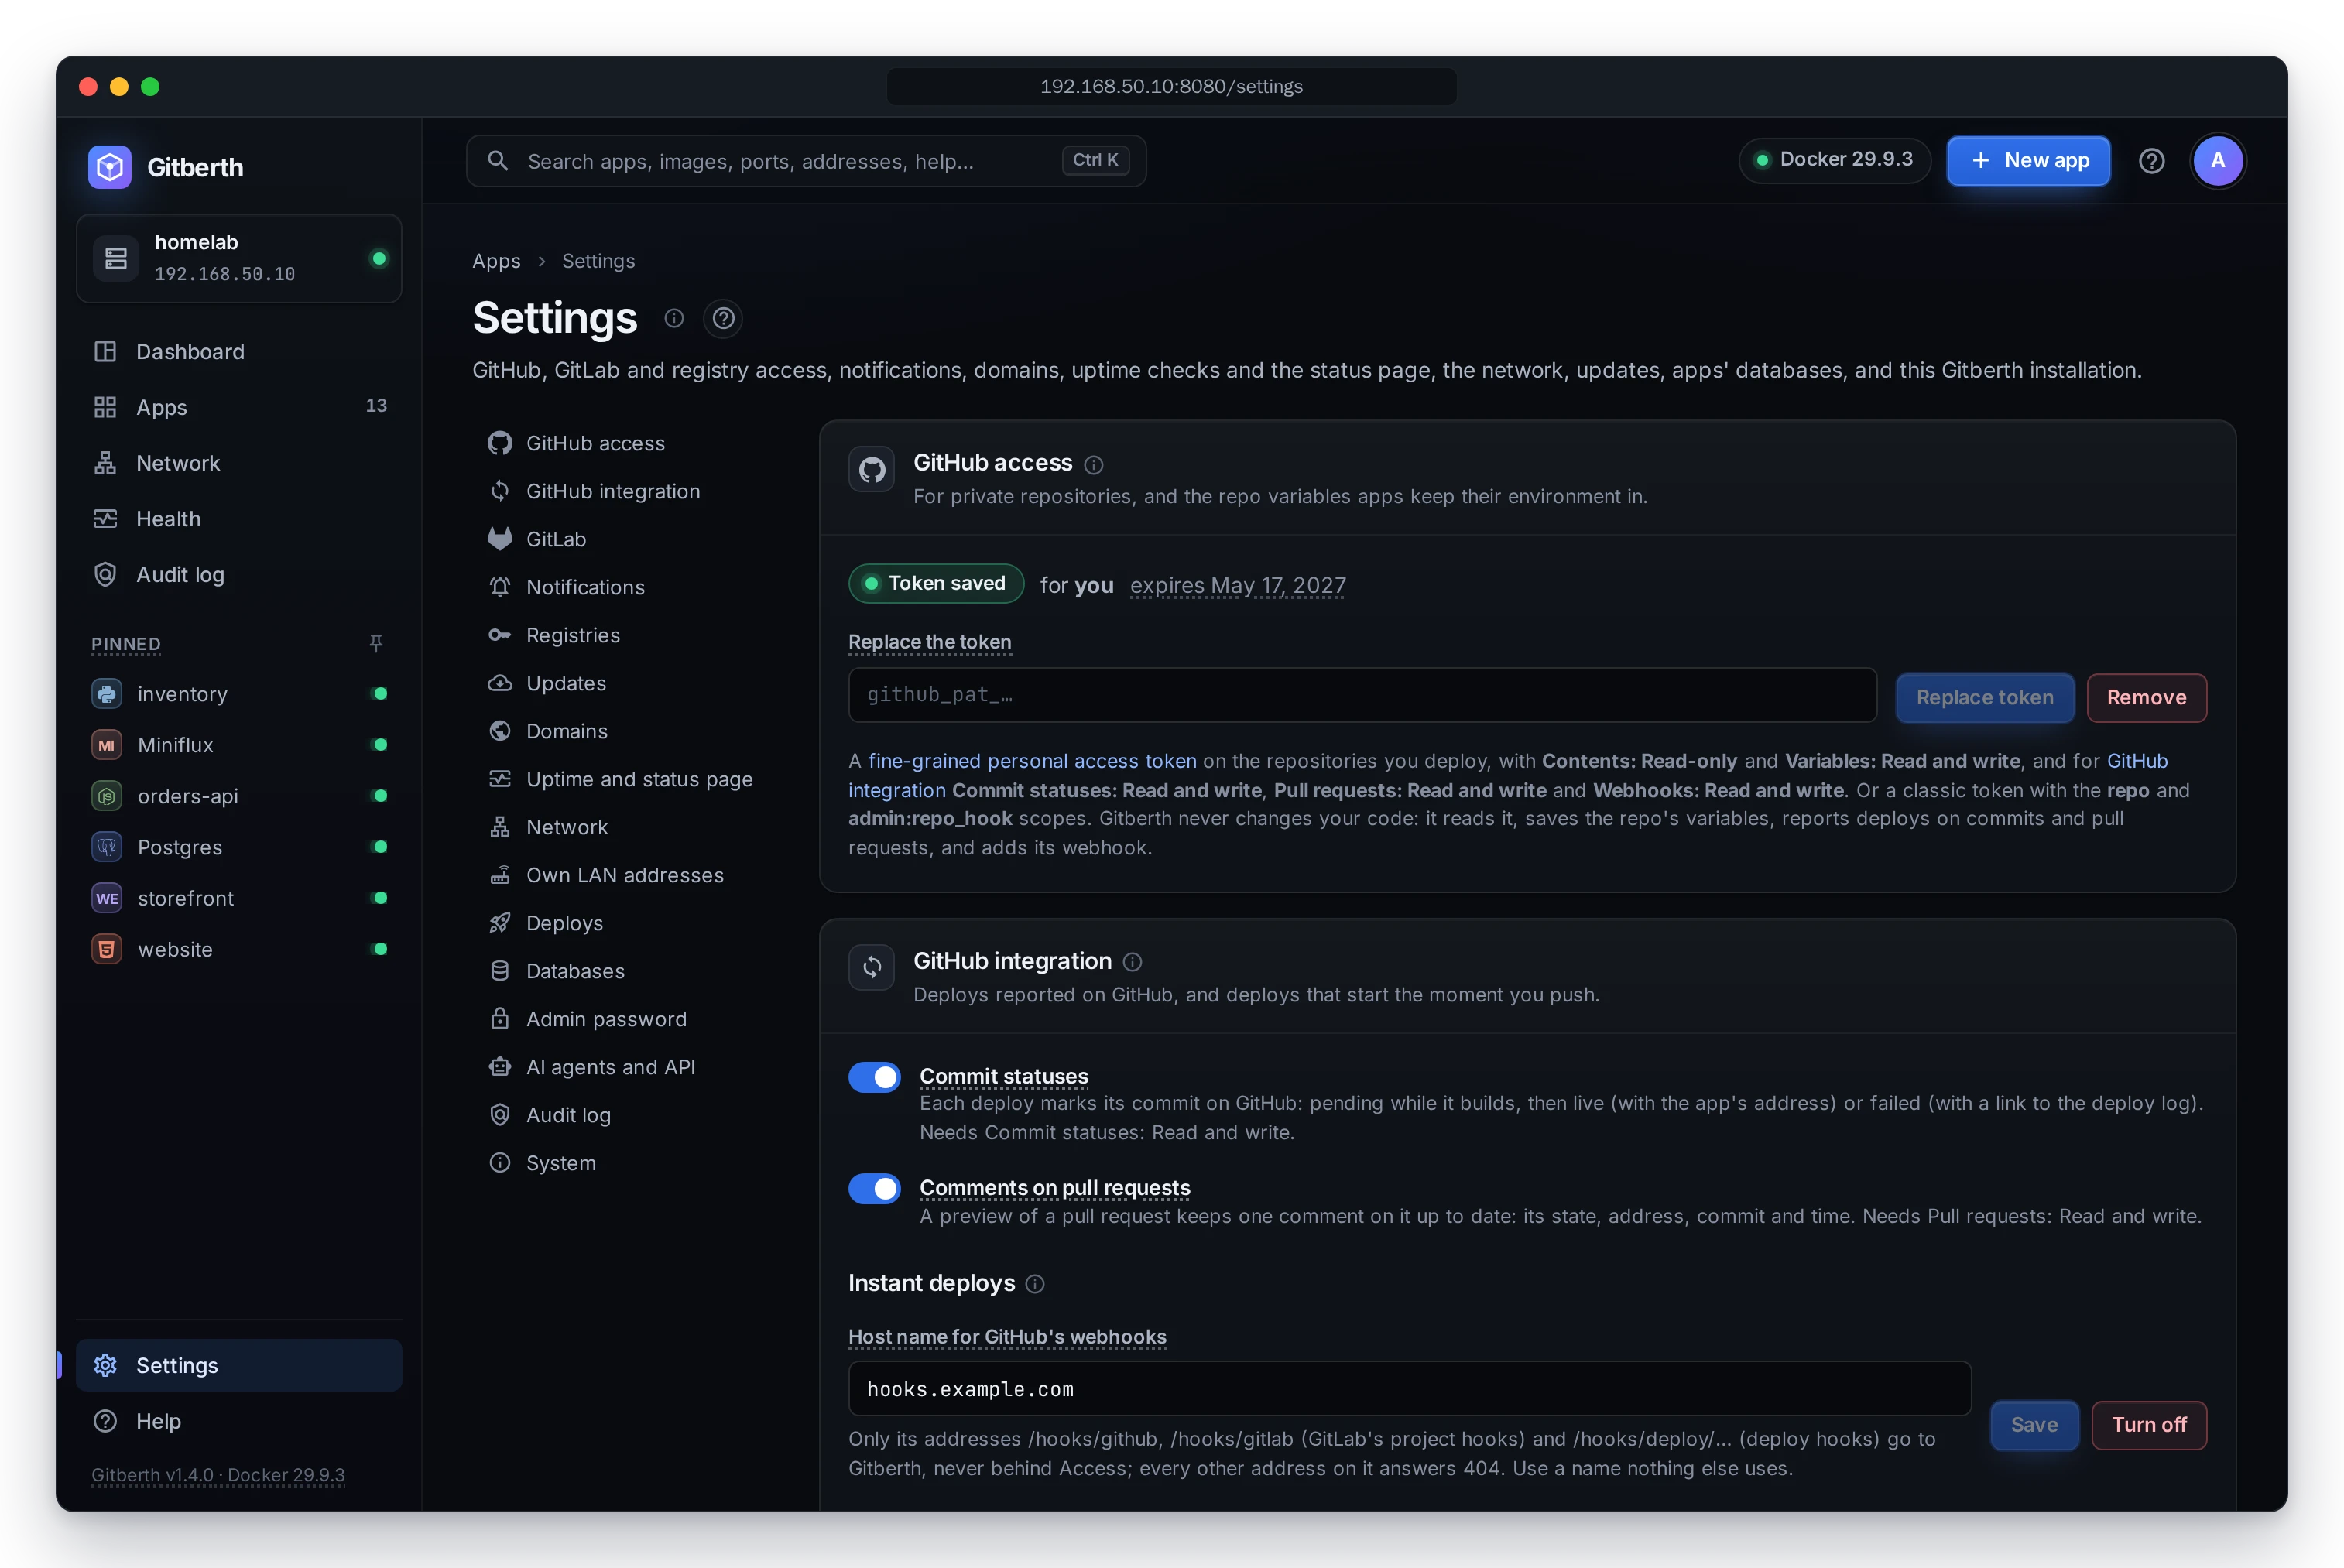 192.168.50.10:8080/settings
Gitberth
Search apps, images, ports, addresses, help...
Ctrl K
Docker 29.9.3
New app
A
homelab
192.168.50.10
Dashboard
Apps
13
Network
Health
Audit log
PINNED
inventory
MI
Miniflux
orders-api
Postgres
WE
storefront
website
Settings
Help
Gitberth v1.4.0 · Docker 29.9.3
Apps
Settings
Settings
GitHub, GitLab and registry access, notifications, domains, uptime checks and the status page, the network, updates, apps' databases, and this Gitberth installation.
GitHub access
GitHub integration
GitLab
Notifications
Registries
Updates
Domains
Uptime and status page
Network
Own LAN addresses
Deploys
Databases
Admin password
AI agents and API
Audit log
System
GitHub access
For private repositories, and the repo variables apps keep their environment in.
Token saved
for you
expires May 17, 2027
Replace the token
github_pat_…
Replace token
Remove
A fine-grained personal access token on the repositories you deploy, with Contents: Read-only and Variables: Read and write, and for GitHub
integration Commit statuses: Read and write, Pull requests: Read and write and Webhooks: Read and write. Or a classic token with the repo and
admin:repo_hook scopes. Gitberth never changes your code: it reads it, saves the repo's variables, reports deploys on commits and pull
requests, and adds its webhook.
GitHub integration
Deploys reported on GitHub, and deploys that start the moment you push.
Commit statuses
Each deploy marks its commit on GitHub: pending while it builds, then live (with the app's address) or failed (with a link to the deploy log).
Needs Commit statuses: Read and write.
Comments on pull requests
A preview of a pull request keeps one comment on it up to date: its state, address, commit and time. Needs Pull requests: Read and write.
Instant deploys
Host name for GitHub's webhooks
hooks.example.com
Save
Turn off
Only its addresses /hooks/github, /hooks/gitlab (GitLab's project hooks) and /hooks/deploy/... (deploy hooks) go to
Gitberth, never behind Access; every other address on it answers 404. Use a name nothing else uses.